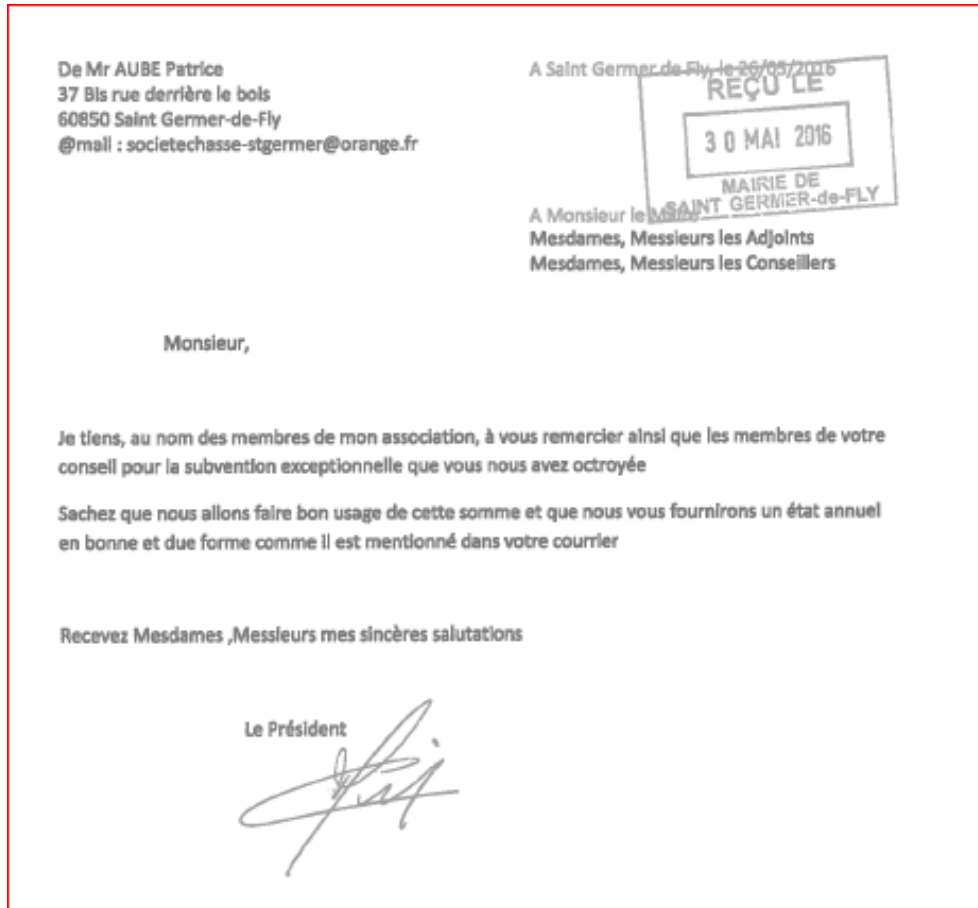 De Mr AUBE Patrice
37 Bis rue derrière le bois
60850 Saint Germer-de-Fly
@mail : societechasse-stgermer@orange.fr
A Saint Germer de Fly, le 26/05/2016
REÇU LE
30 MAI 2016
MAIRIE DE
SAINT GERMER-de-FLY
A Monsieur le Maire
Mesdames, Messieurs les Adjoints
Mesdames, Messieurs les Conseillers
Monsieur,
Je tiens, au nom des membres de mon association, à vous remercier ainsi que les membres de votre
conseil pour la subvention exceptionnelle que vous nous avez octroyée
Sachez que nous allons faire bon usage de cette somme et que nous vous fournirons un état annuel
en bonne et due forme comme il est mentionné dans votre courrier
Recevez Mesdames ,Messieurs mes sincères salutations
Le Président